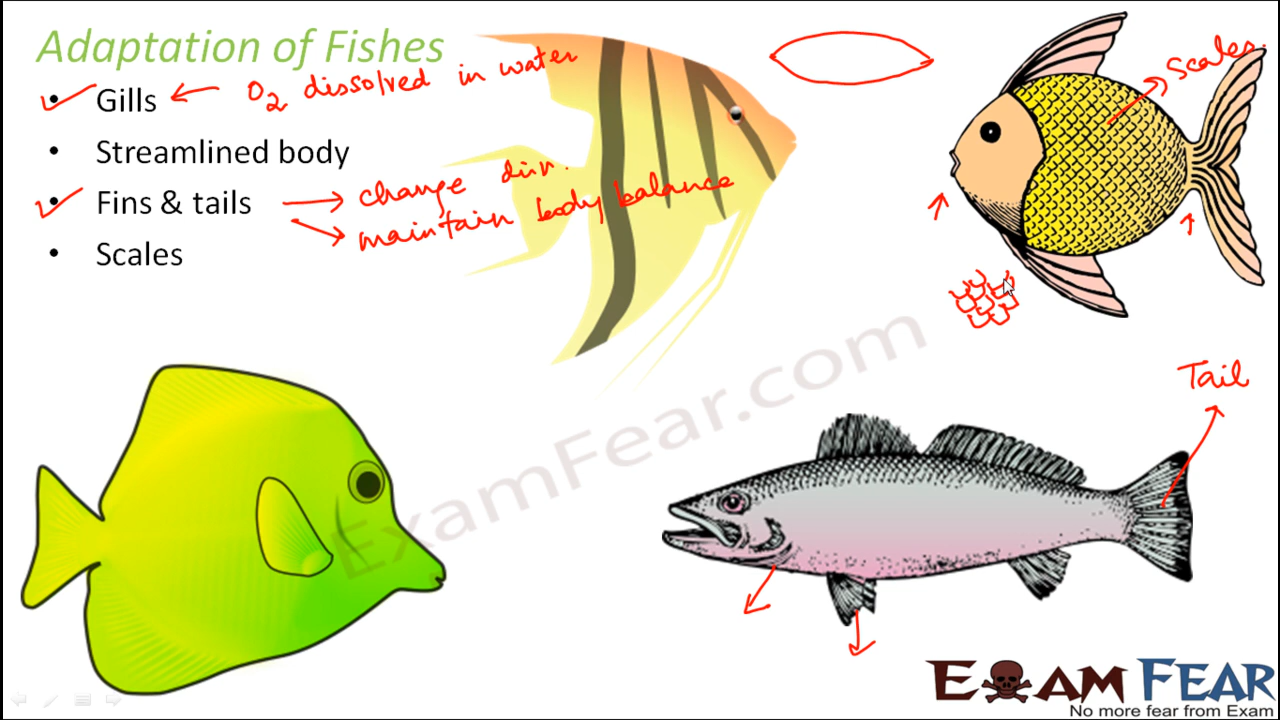 Adaptation of Fishes
• Gills ← O2 dissolved in water
• Streamlined body
• Fins & tails → change dirn.
→ maintain body balance
• Scales
Scales
Tail
ExamFear.com
EXAM FEAR
No more fear from Exam